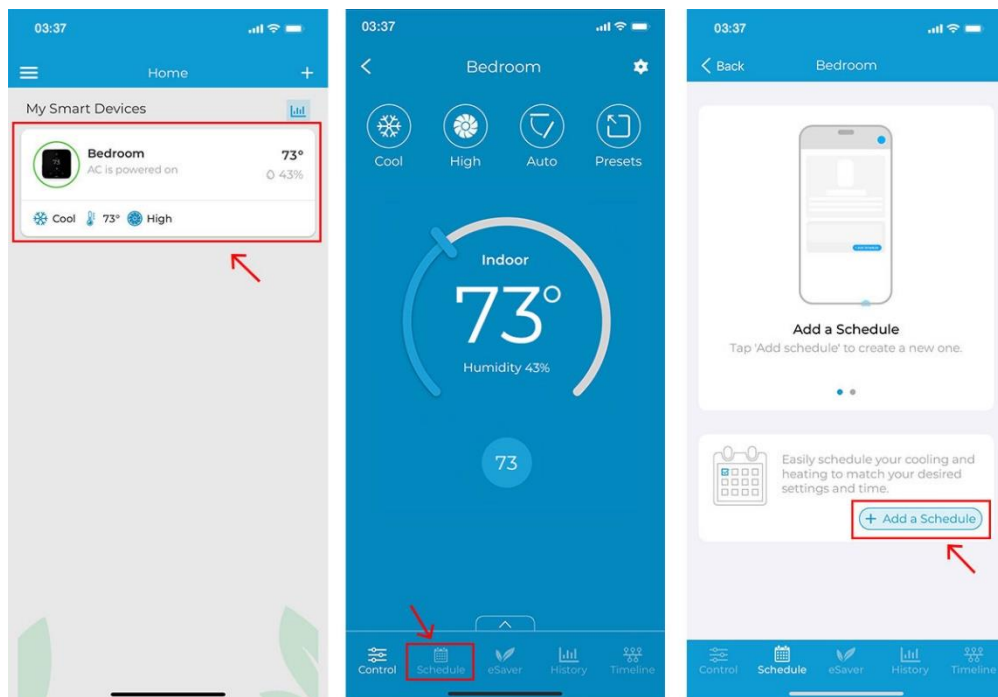 03:37
Home
My Smart Devices
Bedroom
73°
AC is powered on
43%
Cool
73°
High
03:37
Bedroom
Cool
High
Auto
Presets
Indoor
73°
Humidity 43%
73
Control
Schedule
eSaver
History
Timeline
03:37
Back
Bedroom
Add a Schedule
Tap 'Add schedule' to create a new one.
Easily schedule your cooling and
heating to match your desired
settings and time.
+ Add a Schedule
Control
Schedule
eSaver
History
Timeline